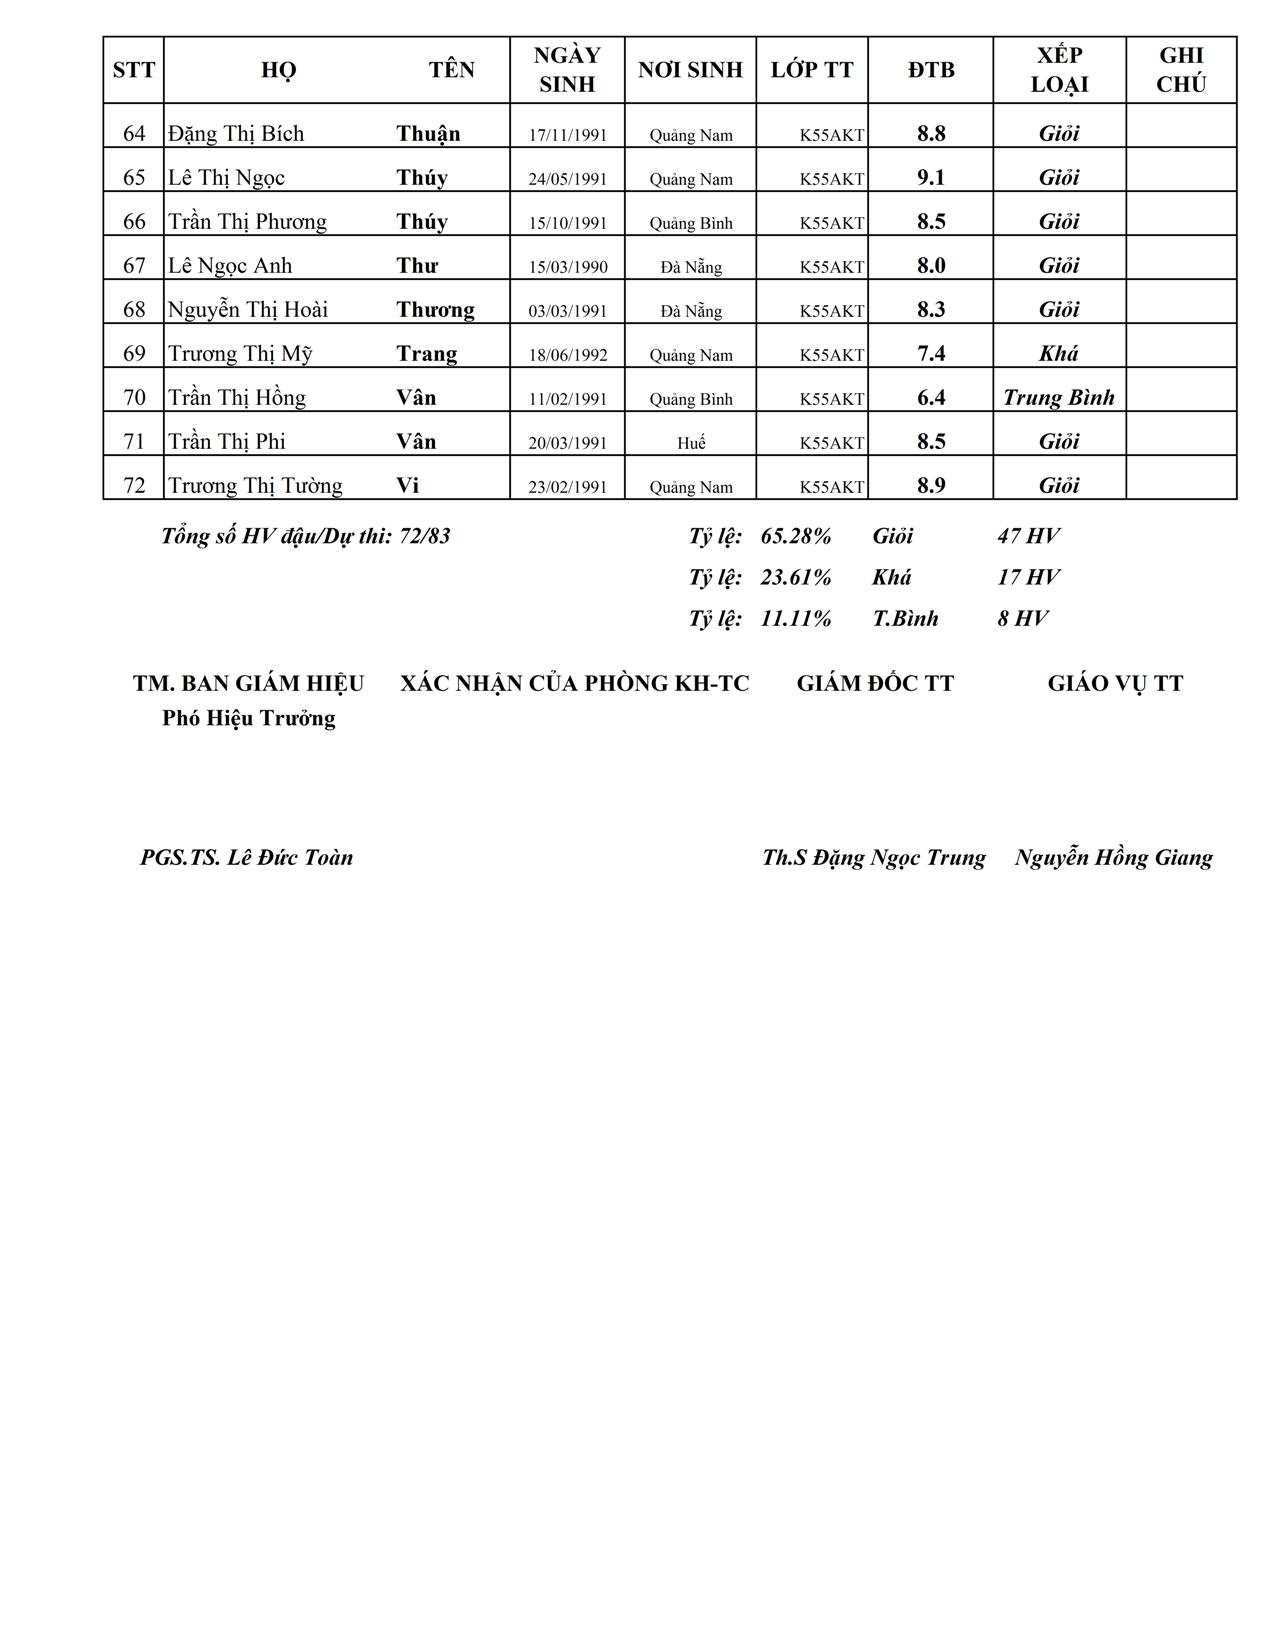 STT HỌ TÊN NGÀY SINH NƠI SINH LỚP TT ĐTB XẾP LOẠI GHI CHÚ
64 Đặng Thị Bích Thuận 17/11/1991 Quảng Nam K55AKT 8.8 Giỏi
65 Lê Thị Ngọc Thúy 24/05/1991 Quảng Nam K55AKT 9.1 Giỏi
66 Trần Thị Phương Thúy 15/10/1991 Quảng Bình K55AKT 8.5 Giỏi
67 Lê Ngọc Anh Thư 15/03/1990 Đà Nẵng K55AKT 8.0 Giỏi
68 Nguyễn Thị Hoài Thương 03/03/1991 Đà Nẵng K55AKT 8.3 Giỏi
69 Trương Thị Mỹ Trang 18/06/1992 Quảng Nam K55AKT 7.4 Khá
70 Trần Thị Hồng Vân 11/02/1991 Quảng Bình K55AKT 6.4 Trung Bình
71 Trần Thị Phi Vân 20/03/1991 Huế K55AKT 8.5 Giỏi
72 Trương Thị Tường Vi 23/02/1991 Quảng Nam K55AKT 8.9 Giỏi
Tổng số HV đậu/Dự thi: 72/83 Tỷ lệ: 65.28% Giỏi 47 HV
Tỷ lệ: 23.61% Khá 17 HV
Tỷ lệ: 11.11% T.Bình 8 HV
TM. BAN GIÁM HIỆU XÁC NHẬN CỦA PHÒNG KH-TC GIÁM ĐỐC TT GIÁO VỤ TT
Phó Hiệu Trưởng
PGS.TS. Lê Đức Toàn Th.S Đặng Ngọc Trung Nguyễn Hồng Giang